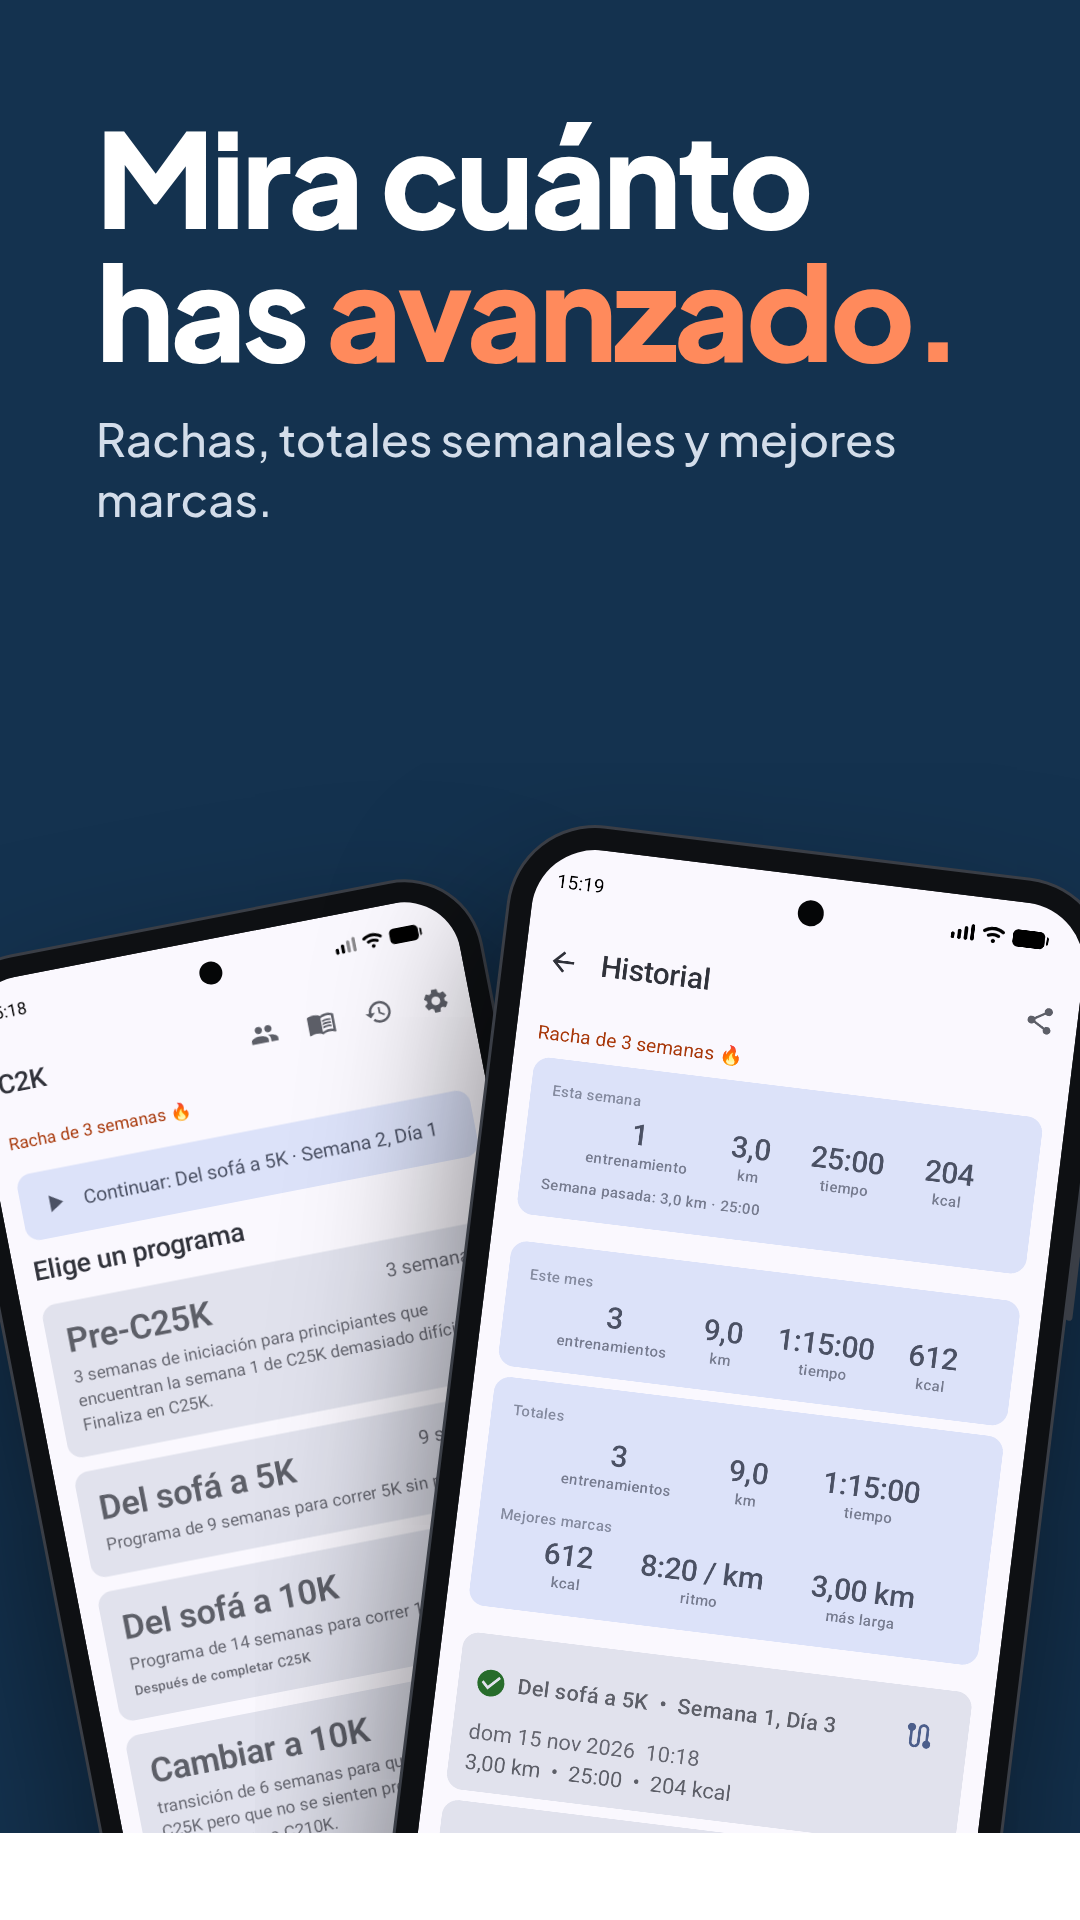 Mira cuánto
has avanzado.
Rachas, totales semanales y mejores
marcas.
:18
C2K
Racha de 3 semanas 🔥
Continuar: Del sofá a 5K · Semana 2, Día 1
Elige un programa
3 semana
Pre-C25K
3 semanas de iniciación para principiantes que
encuentran la semana 1 de C25K demasiado difíci
Finaliza en C25K.
9 s
Del sofá a 5K
Programa de 9 semanas para correr 5K sin
Del sofá a 10K
Programa de 14 semanas para correr 1
Después de completar C25K
Cambiar a 10K
transición de 6 semanas para qu
C25K pero que no se sienten pr
C210K.
15:19
Historial
Racha de 3 semanas 🔥
Esta semana
1 3,0 25:00 204
entrenamiento km tiempo kcal
Semana pasada: 3,0 km · 25:00
Este mes
3 9,0 1:15:00 612
entrenamientos km tiempo kcal
Totales
3 9,0 1:15:00
entrenamientos km tiempo
Mejores marcas
612 8:20 / km 3,00 km
kcal ritmo más larga
Del sofá a 5K • Semana 1, Día 3
dom 15 nov 2026 10:18
3,00 km • 25:00 • 204 kcal